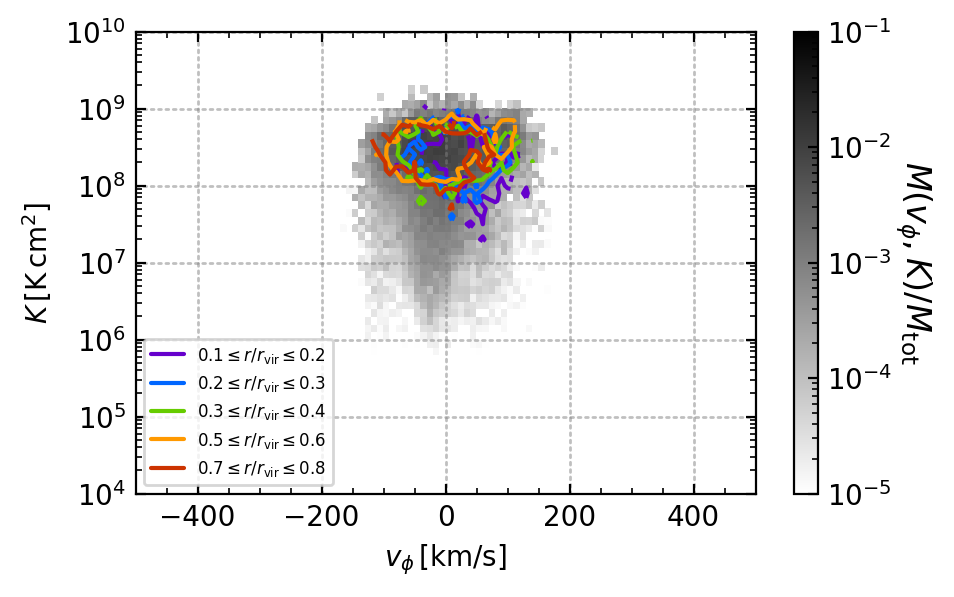 10^10
10^9
10^8
10^7
10^6
10^5
10^4
K [K cm^2]
−400 −200 0 200 400
v_ϕ [km/s]
0.1 ≤ r/r_vir ≤ 0.2
0.2 ≤ r/r_vir ≤ 0.3
0.3 ≤ r/r_vir ≤ 0.4
0.5 ≤ r/r_vir ≤ 0.6
0.7 ≤ r/r_vir ≤ 0.8
10^−1
10^−2
10^−3
10^−4
10^−5
M(v_ϕ, K)/M_tot